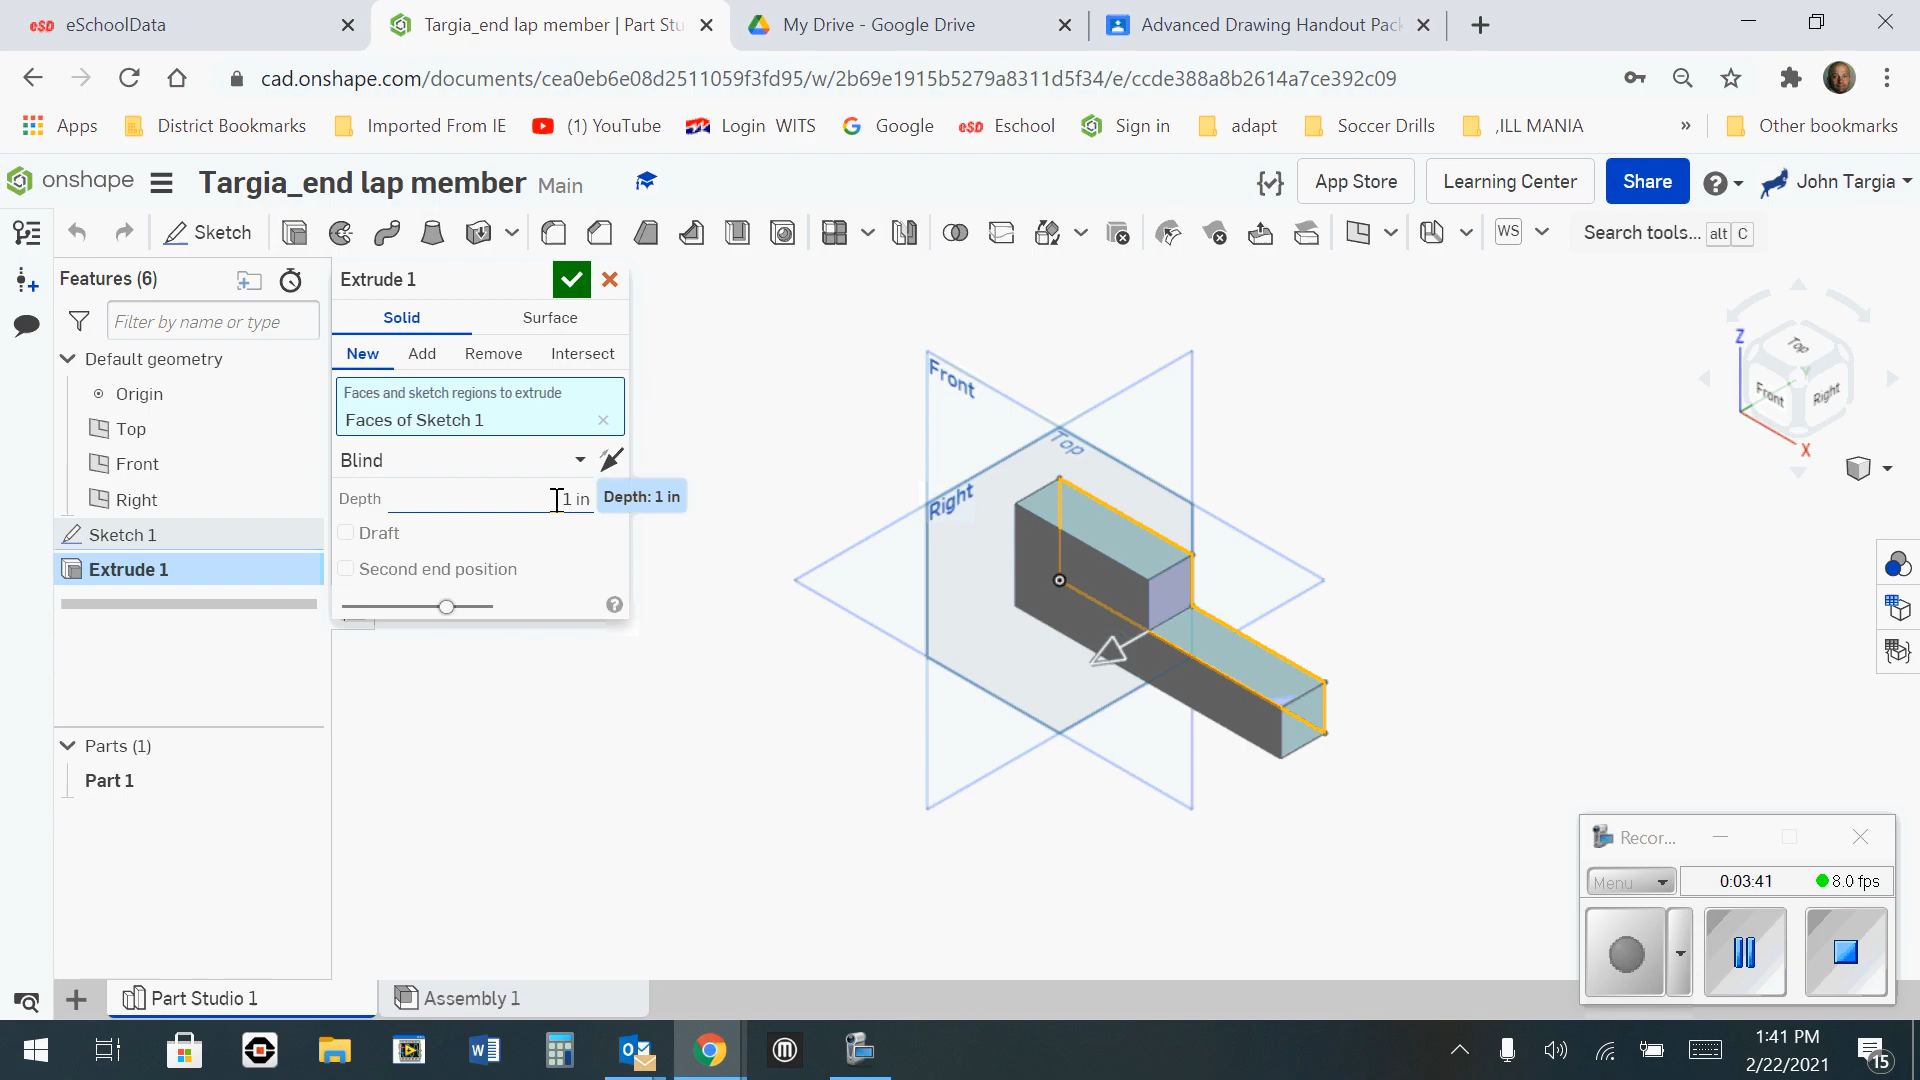 esD eSchoolData
Targia_end lap member | Part Stu
My Drive - Google Drive
Advanced Drawing Handout Pac
cad.onshape.com/documents/cea0eb6e08d2511059f3fd95/w/2b69e1915b5279a8311d5f34/e/ccde388a8b2614a7ce392c09
Apps District Bookmarks Imported From IE (1) YouTube Login WITS Google esD Eschool Sign in adapt Soccer Drills ,ILL MANIA » Other bookmarks
onshape Targia_end lap member Main App Store Learning Center Share John Targia
Sketch WS Search tools... alt C
Features (6)
Filter by name or type
Default geometry
Origin
Top
Front
Right
Sketch 1
Extrude 1
Parts (1)
Part 1
Extrude 1
Solid Surface
New Add Remove Intersect
Faces and sketch regions to extrude
Faces of Sketch 1
Blind
Depth 1 in Depth: 1 in
Draft
Second end position
Front
Top
Right
Z
Top
Front
Right
Y
X
Recor...
Menu 0:03:41 8.0 fps
Part Studio 1
Assembly 1
1:41 PM
2/22/2021
15